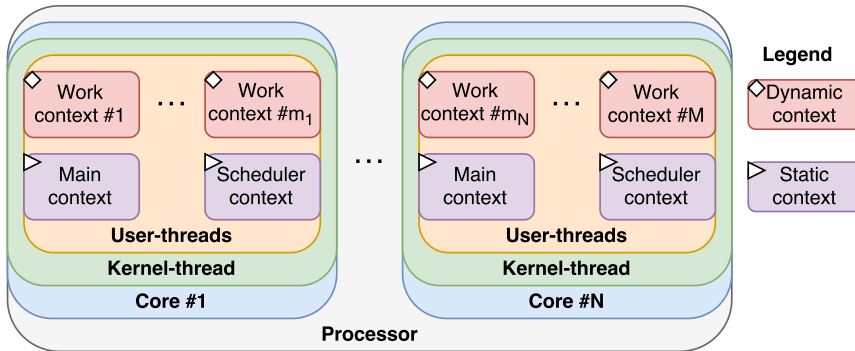 Work
context #1
...
Work
context #m₁
Main
context
Scheduler
context
User-threads
Kernel-thread
Core #1
...
Work
context #m_N
...
Work
context #M
Main
context
Scheduler
context
User-threads
Kernel-thread
Core #N
Processor
Legend
Dynamic
context
Static
context